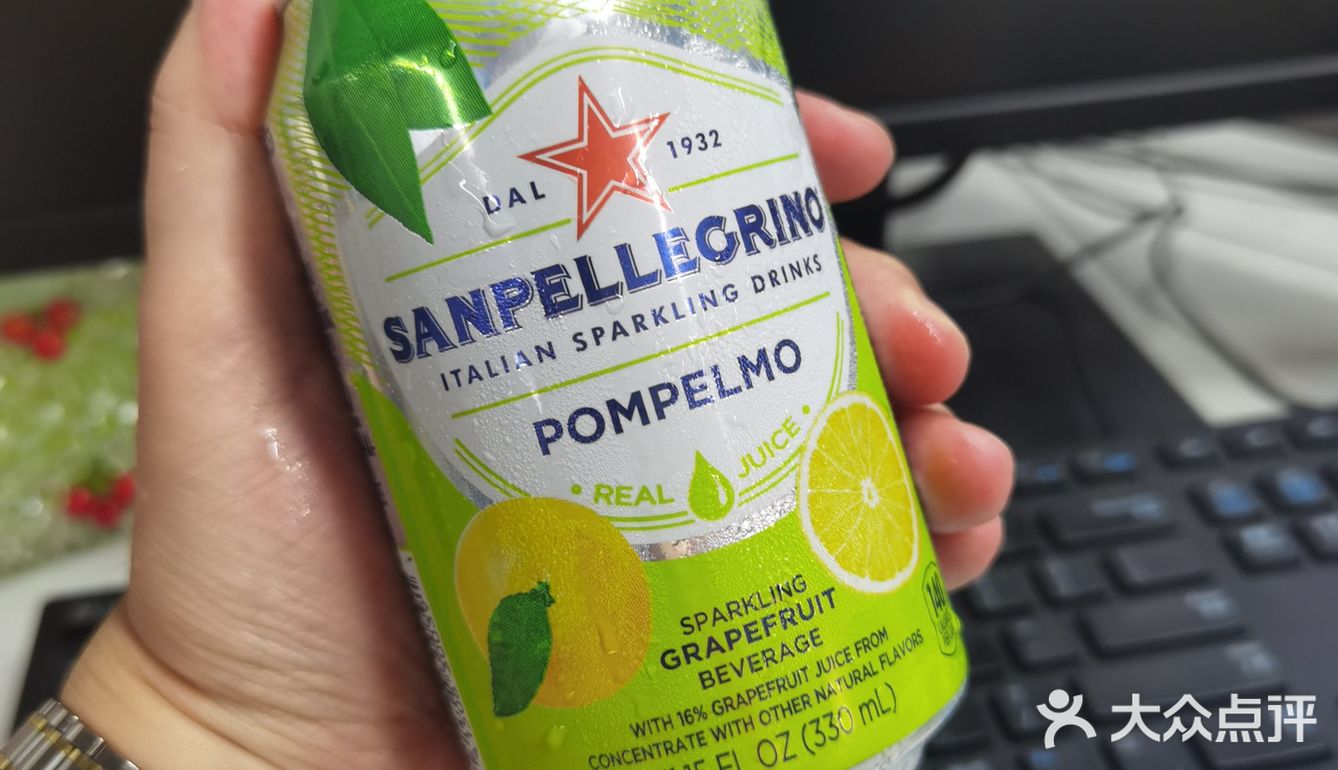 DAL 1932
SANPELLEGRINO
ITALIAN SPARKLING DRINKS
POMPELMO
• REAL JUICE •
SPARKLING
GRAPEFRUIT
BEVERAGE
WITH 16% GRAPEFRUIT JUICE FROM
CONCENTRATE WITH OTHER NATURAL FLAVORS
FL OZ (330 mL)
大众点评